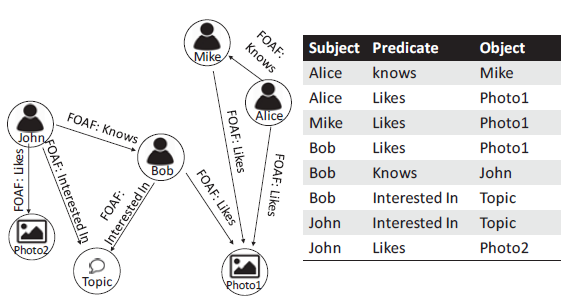 Mike
FOAF: Knows
Alice
FOAF: Likes
FOAF: Likes
John
FOAF: Knows
Bob
FOAF: Likes
FOAF: Interested In
FOAF: Interested In
FOAF: Likes
Photo2
Topic
Photo1
Subject Predicate Object
Alice knows Mike
Alice Likes Photo1
Mike Likes Photo1
Bob Likes Photo1
Bob Knows John
Bob Interested In Topic
John Interested In Topic
John Likes Photo2